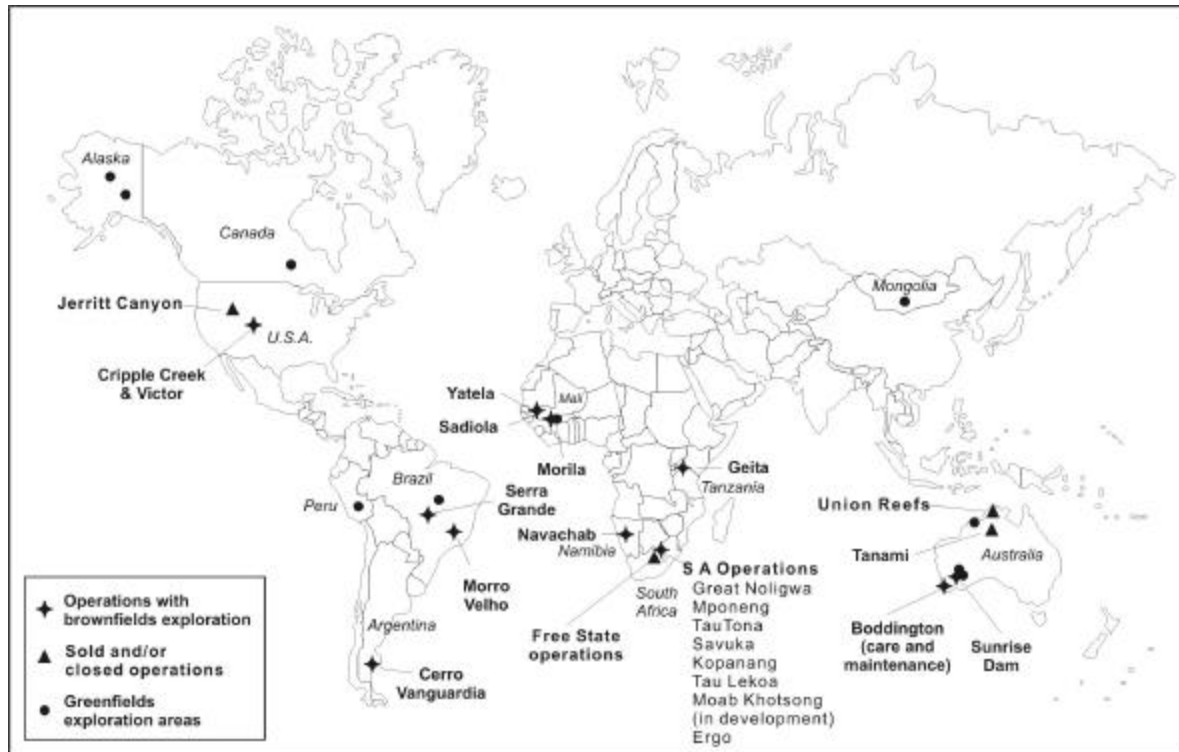 Alaska
Canada
Jerritt Canyon
U.S.A.
Cripple Creek
& Victor
Mongolia
Yatela
Mali
Sadiola
Morila
Geita
Tanzania
Brazil
Serra
Grande
Peru
Navachab
Namibia
Morro
Velho
Argentina
Cerro
Vanguardia
Free State
operations
South
Africa
S A Operations
Great Noligwa
Mponeng
TauTona
Savuka
Kopanang
Tau Lekoa
Moab Khotsong
(in development)
Ergo
Union Reefs
Tanami
Australia
Boddington
(care and
maintenance)
Sunrise
Dam
Operations with
brownfields exploration
Sold and/or
closed operations
Greenfields
exploration areas